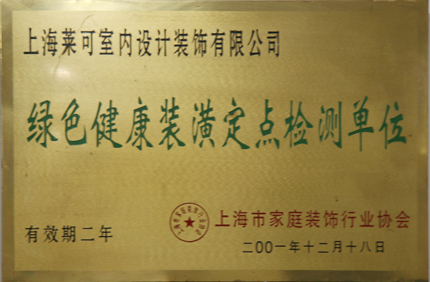 上海莱可室内设计装饰有限公司
绿色健康装潢定点检测单位
有效期二年
上海市家庭装饰行业协会
二〇〇一年十二月十八日